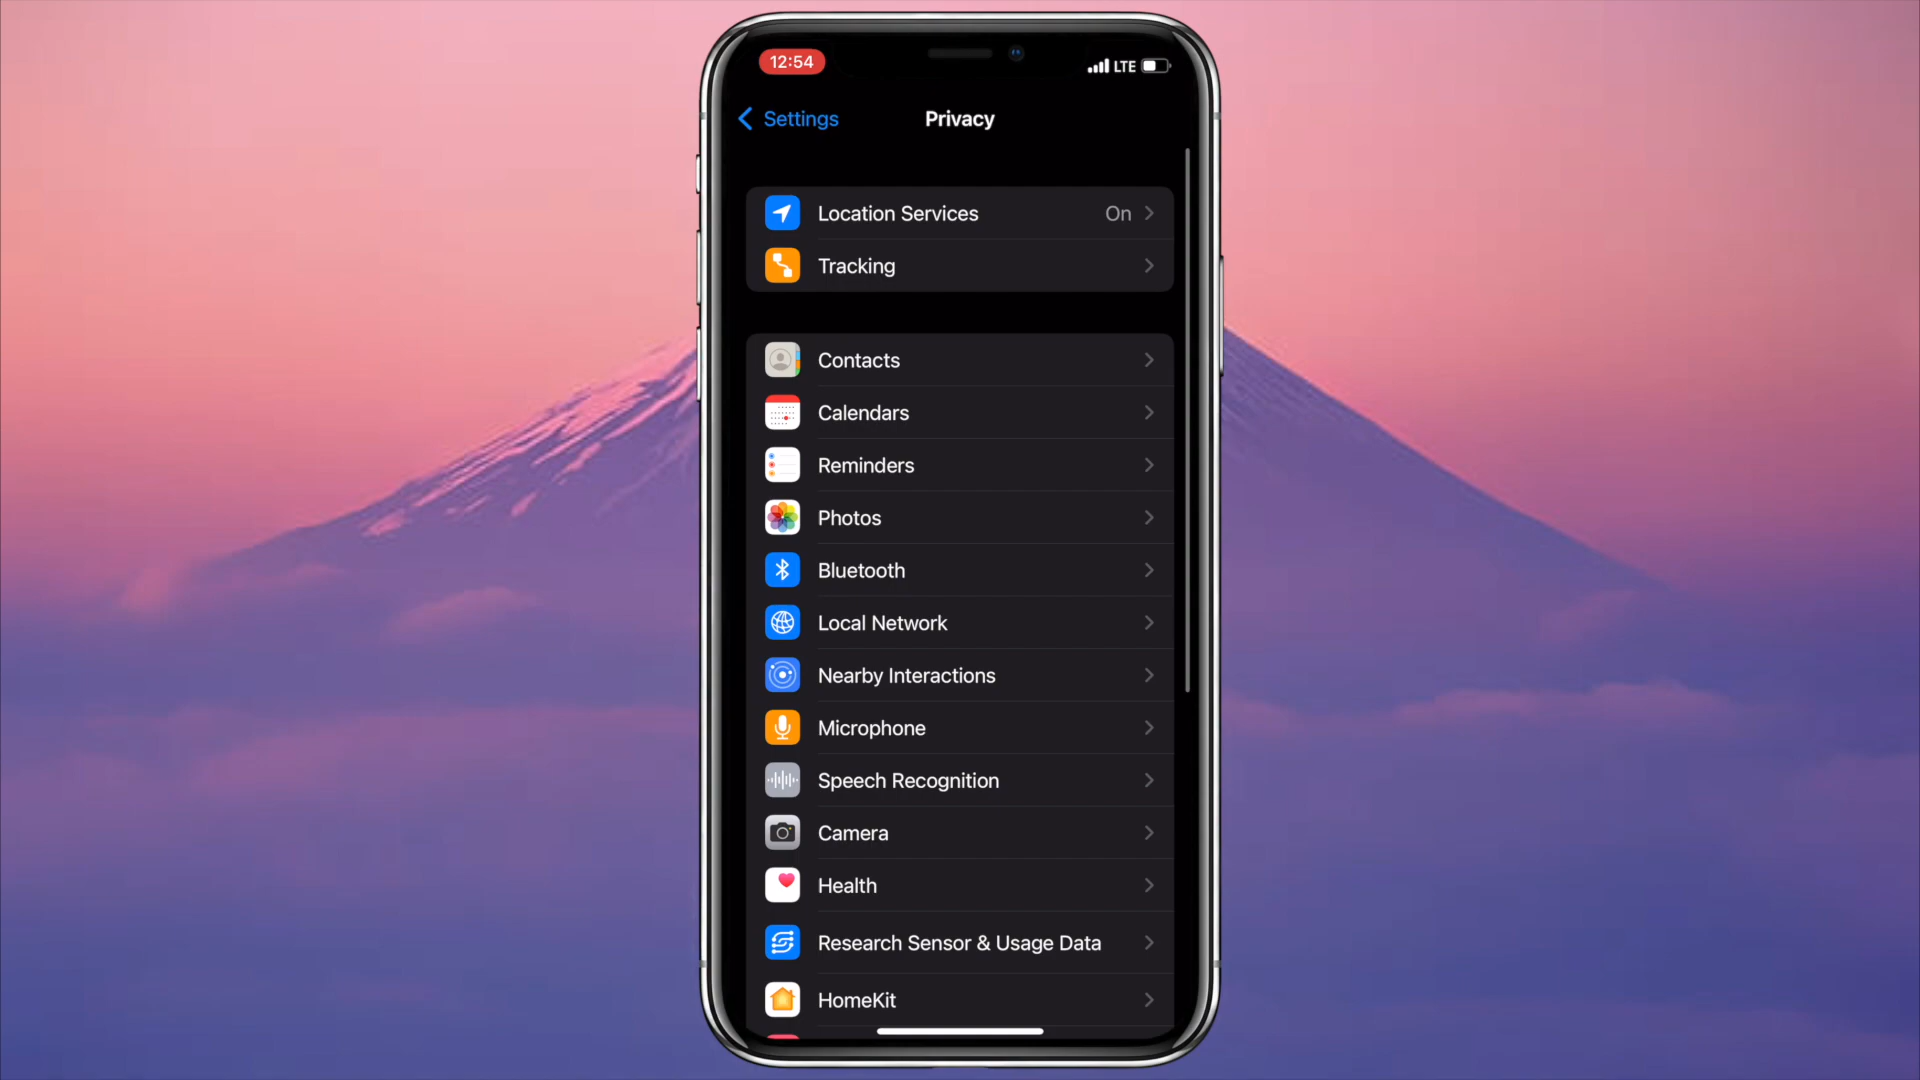 12:54
LTE
Settings
Privacy
Location Services On
Tracking
Contacts
Calendars
Reminders
Photos
Bluetooth
Local Network
Nearby Interactions
Microphone
Speech Recognition
Camera
Health
Research Sensor & Usage Data
HomeKit